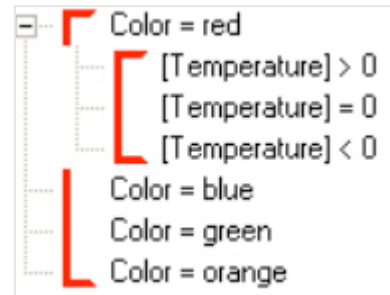 Color = red
[Temperature] > 0
[Temperature] = 0
[Temperature] < 0
Color = blue
Color = green
Color = orange